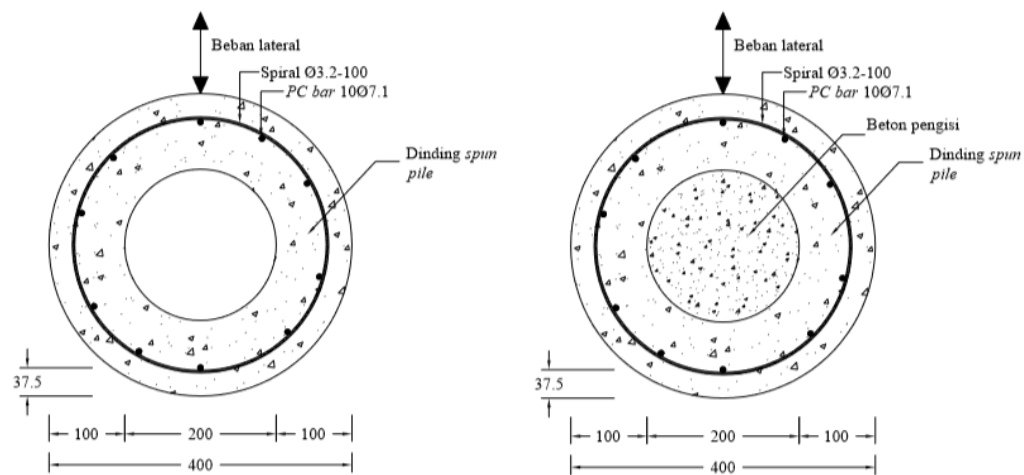 Beban lateral
Spiral Ø3.2-100
PC bar 10Ø7.1
Dinding spun
pile
37.5
100
200
100
400
Beban lateral
Spiral Ø3.2-100
PC bar 10Ø7.1
Beton pengisi
Dinding spun
pile
37.5
100
200
100
400